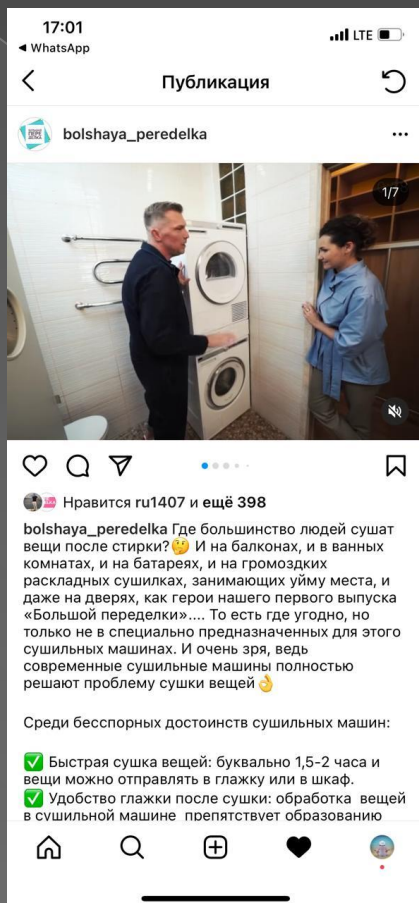 17:01
LTE
◀ WhatsApp
Публикация
bolshaya_peredelka
1/7
Нравится ru1407 и ещё 398
bolshaya_peredelka Где большинство людей сушат
вещи после стирки?🤔 И на балконах, и в ванных
комнатах, и на батареях, и на громоздких
раскладных сушилках, занимающих уйму места, и
даже на дверях, как герои нашего первого выпуска
«Большой переделки».... То есть где угодно, но
только не в специально предназначенных для этого
сушильных машинах. И очень зря, ведь
современные сушильные машины полностью
решают проблему сушки вещей👌
Среди бесспорных достоинств сушильных машин:
✅ Быстрая сушка вещей: буквально 1,5-2 часа и
вещи можно отправлять в глажку или в шкаф.
✅ Удобство глажки после сушки: обработка вещей
в сушильной машине препятствует образованию